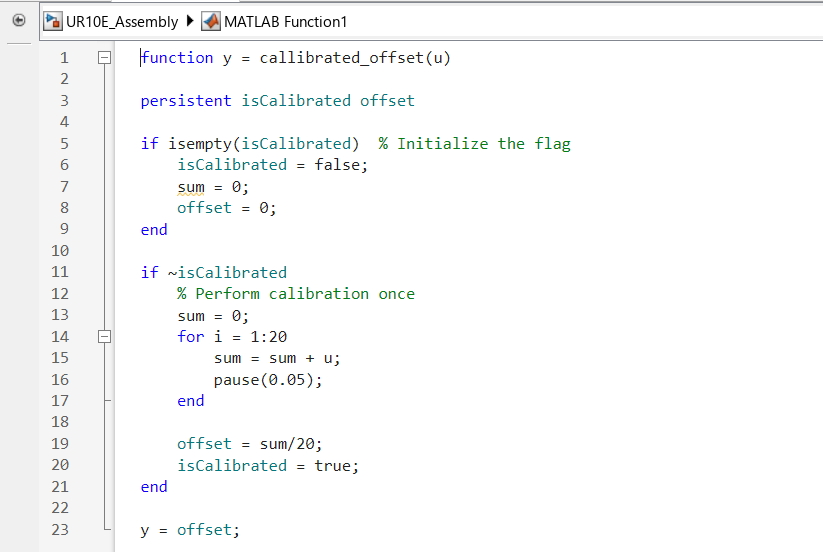 UR10E_Assembly ▶ MATLAB Function1
1 function y = callibrated_offset(u)
2
3 persistent isCalibrated offset
4
5 if isempty(isCalibrated)  % Initialize the flag
6     isCalibrated = false;
7     sum = 0;
8     offset = 0;
9 end
10
11 if ~isCalibrated
12     % Perform calibration once
13     sum = 0;
14     for i = 1:20
15         sum = sum + u;
16         pause(0.05);
17     end
18
19     offset = sum/20;
20     isCalibrated = true;
21 end
22
23 y = offset;